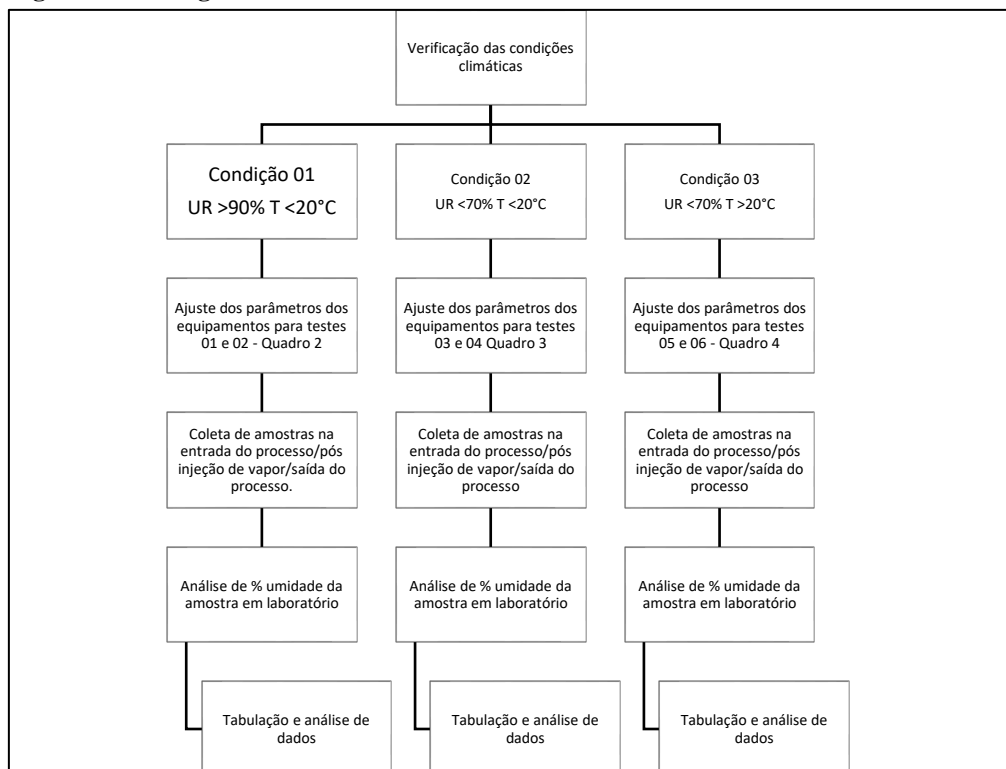 Verificação das condições
climáticas
Condição 01
UR >90% T <20°C
Condição 02
UR <70% T <20°C
Condição 03
UR <70% T >20°C
Ajuste dos parâmetros dos
equipamentos para testes
01 e 02 - Quadro 2
Ajuste dos parâmetros dos
equipamentos para testes
03 e 04 Quadro 3
Ajuste dos parâmetros dos
equipamentos para testes
05 e 06 - Quadro 4
Coleta de amostras na
entrada do processo/pós
injeção de vapor/saída do
processo.
Coleta de amostras na
entrada do processo/pós
injeção de vapor/saída do
processo
Coleta de amostras na
entrada do processo/pós
injeção de vapor/saída do
processo
Análise de % umidade da
amostra em laboratório
Análise de % umidade da
amostra em laboratório
Análise de % umidade da
amostra em laboratório
Tabulação e análise de
dados
Tabulação e análise de
dados
Tabulação e análise de
dados